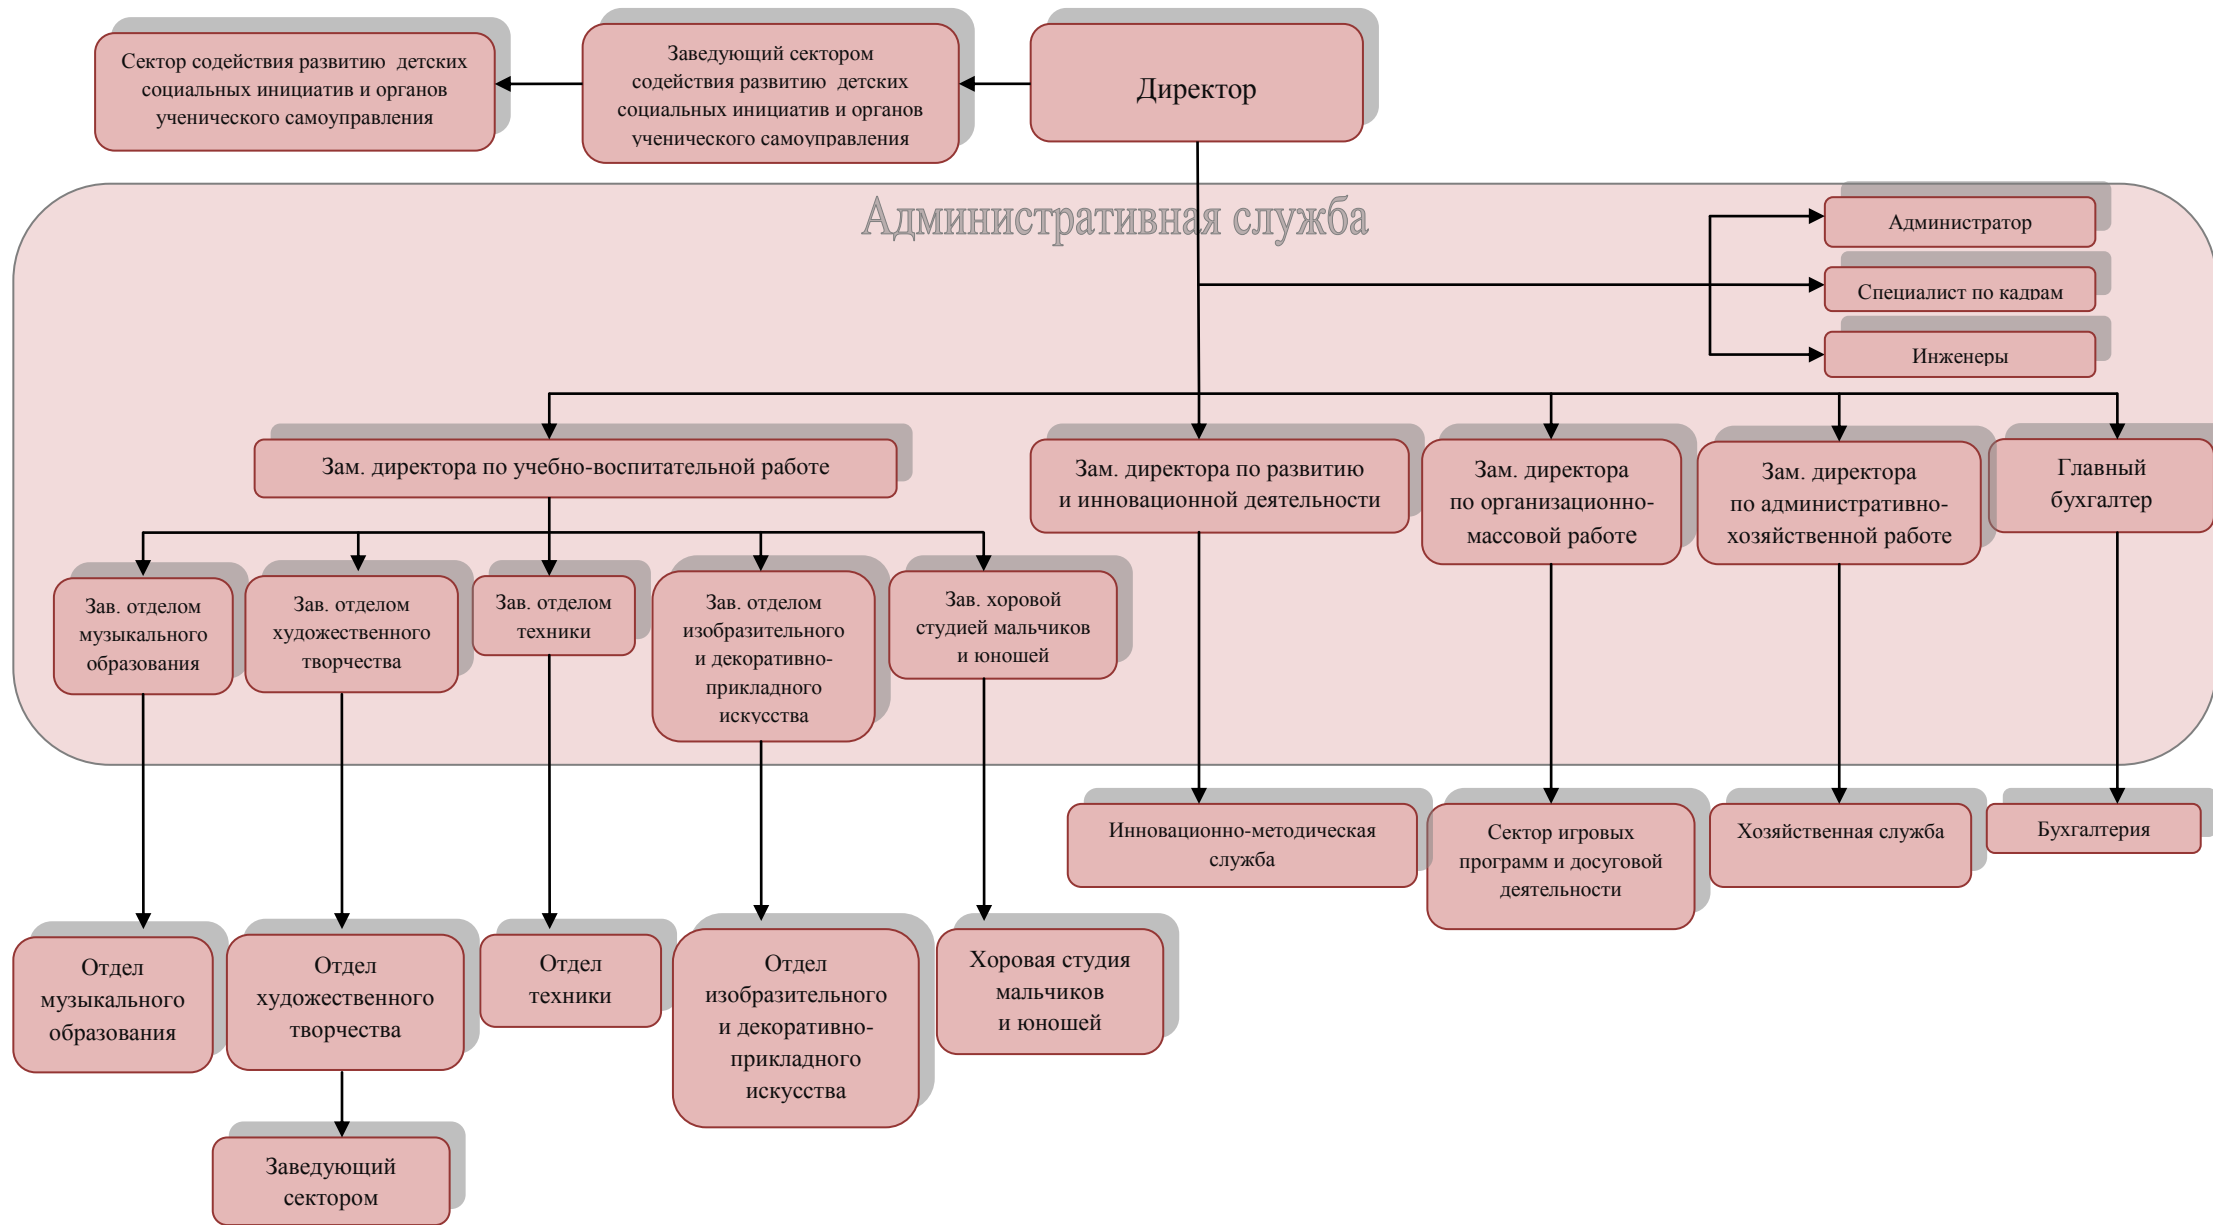 Сектор содействия развитию детских
социальных инициатив и органов
ученического самоуправления
Заведующий сектором
содействия развитию детских
социальных инициатив и органов
ученического самоуправления
Директор
Административная служба
Администратор
Специалист по кадрам
Инженеры
Зам. директора по учебно-воспитательной работе
Зам. директора по развитию
и инновационной деятельности
Зам. директора
по организационно-
массовой работе
Зам. директора
по административно-
хозяйственной работе
Главный
бухгалтер
Зав. отделом
музыкального
образования
Зав. отделом
художественного
творчества
Зав. отделом
техники
Зав. отделом
изобразительного
и декоративно-
прикладного
искусства
Зав. хоровой
студией мальчиков
и юношей
Инновационно-методическая
служба
Сектор игровых
программ и досуговой
деятельности
Хозяйственная служба
Бухгалтерия
Отдел
музыкального
образования
Отдел
художественного
творчества
Отдел
техники
Отдел
изобразительного
и декоративно-
прикладного
искусства
Хоровая студия
мальчиков
и юношей
Заведующий
сектором